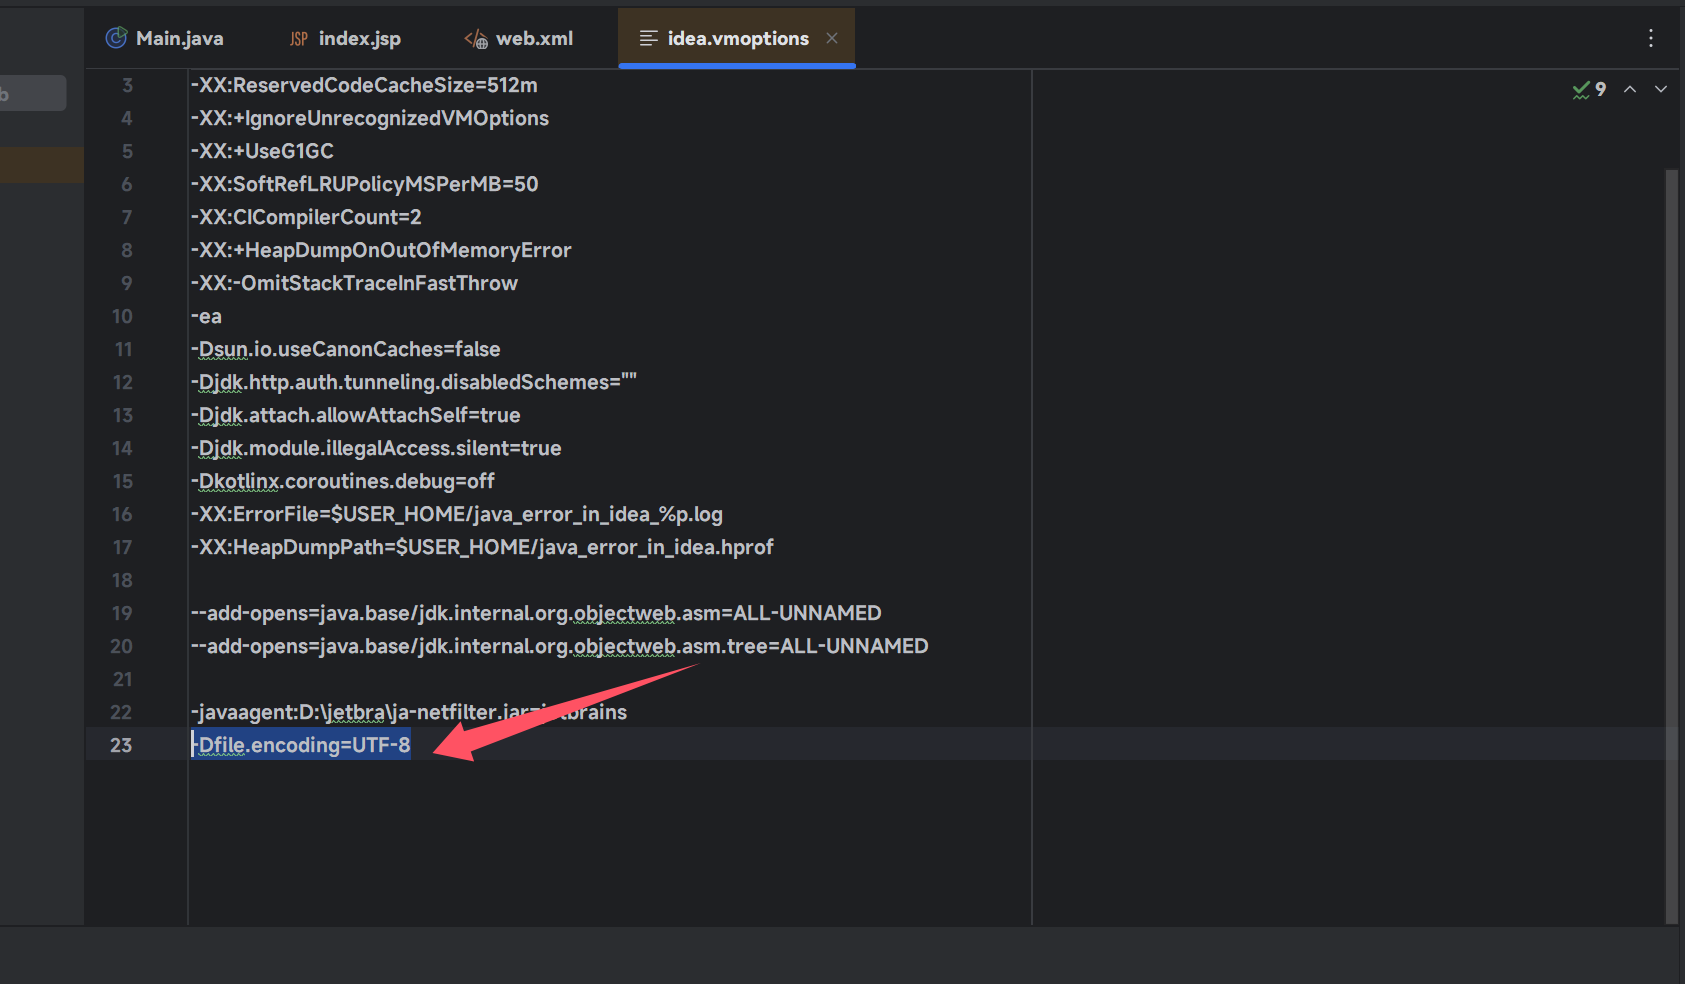 Main.java
JSP index.jsp
web.xml
idea.vmoptions
b
9
3 -XX:ReservedCodeCacheSize=512m
4 -XX:+IgnoreUnrecognizedVMOptions
5 -XX:+UseG1GC
6 -XX:SoftRefLRUPolicyMSPerMB=50
7 -XX:CICompilerCount=2
8 -XX:+HeapDumpOnOutOfMemoryError
9 -XX:-OmitStackTraceInFastThrow
10 -ea
11 -Dsun.io.useCanonCaches=false
12 -Djdk.http.auth.tunneling.disabledSchemes=""
13 -Djdk.attach.allowAttachSelf=true
14 -Djdk.module.illegalAccess.silent=true
15 -Dkotlinx.coroutines.debug=off
16 -XX:ErrorFile=$USER_HOME/java_error_in_idea_%p.log
17 -XX:HeapDumpPath=$USER_HOME/java_error_in_idea.hprof
18
19 --add-opens=java.base/jdk.internal.org.objectweb.asm=ALL-UNNAMED
20 --add-opens=java.base/jdk.internal.org.objectweb.asm.tree=ALL-UNNAMED
21
22 -javaagent:D:\jetbra\ja-netfilter.jar=jetbrains
23 -Dfile.encoding=UTF-8